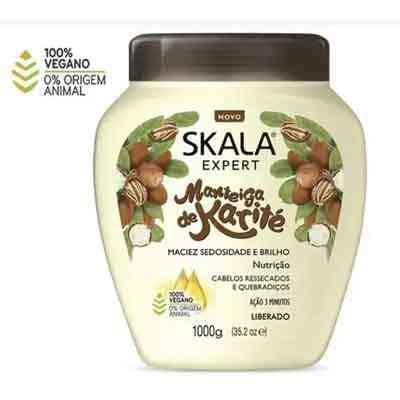 100%
VEGANO
0% ORIGEM
ANIMAL
NOVO
SKALA®
EXPERT
Manteiga
de Karité
MACIEZ SEDOSIDADE E BRILHO
Nutrição
CABELOS RESSECADOS
E QUEBRADIÇOS
AÇÃO 3 MINUTOS
LIBERADO
100%
VEGANO
0% ORIGEM
ANIMAL
1000g (35.2 oz e)